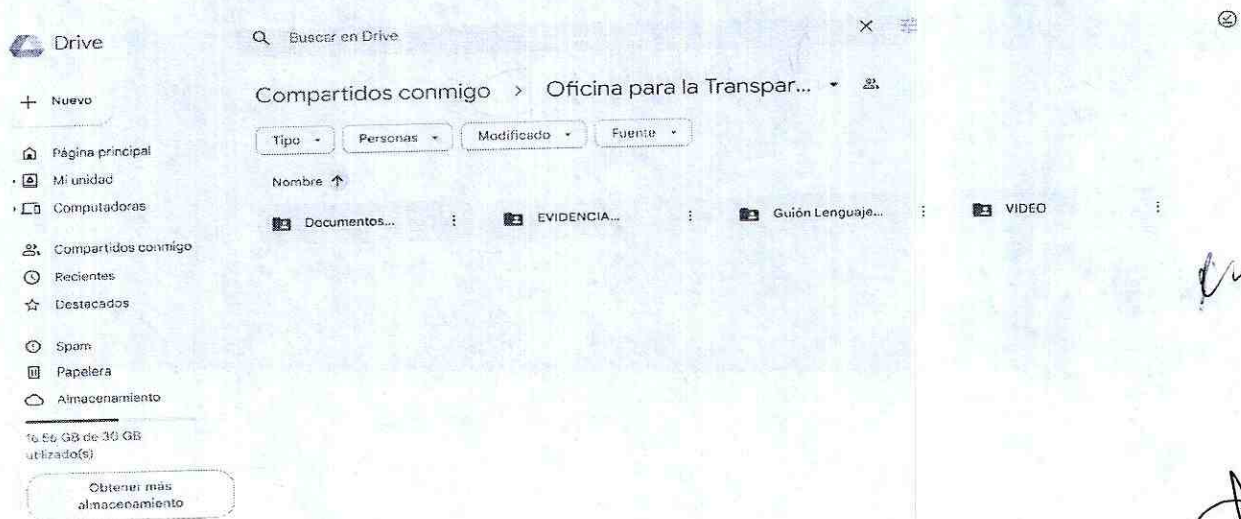 Drive
Buscar en Drive
Nuevo
Compartidos conmigo > Oficina para la Transpar...
Tipo Personas Modificado Fuente
Página principal
Mi unidad
Computadoras
Nombre ↑
Documentos... EVIDENCIA... Guión Lenguaje... VIDEO
Compartidos conmigo
Recientes
Destacados
Spam
Papelera
Almacenamiento
16.56 GB de 30 GB
utilizado(s)
Obtener más
almacenamiento